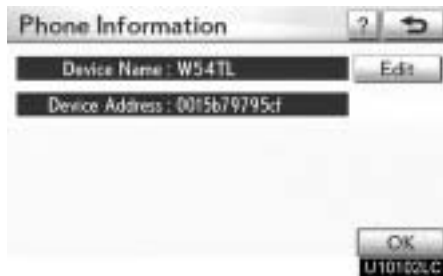 Phone Information ?
Device Name : W54TL Edit
Device Address : 0015b79795cf
OK
U10102LC